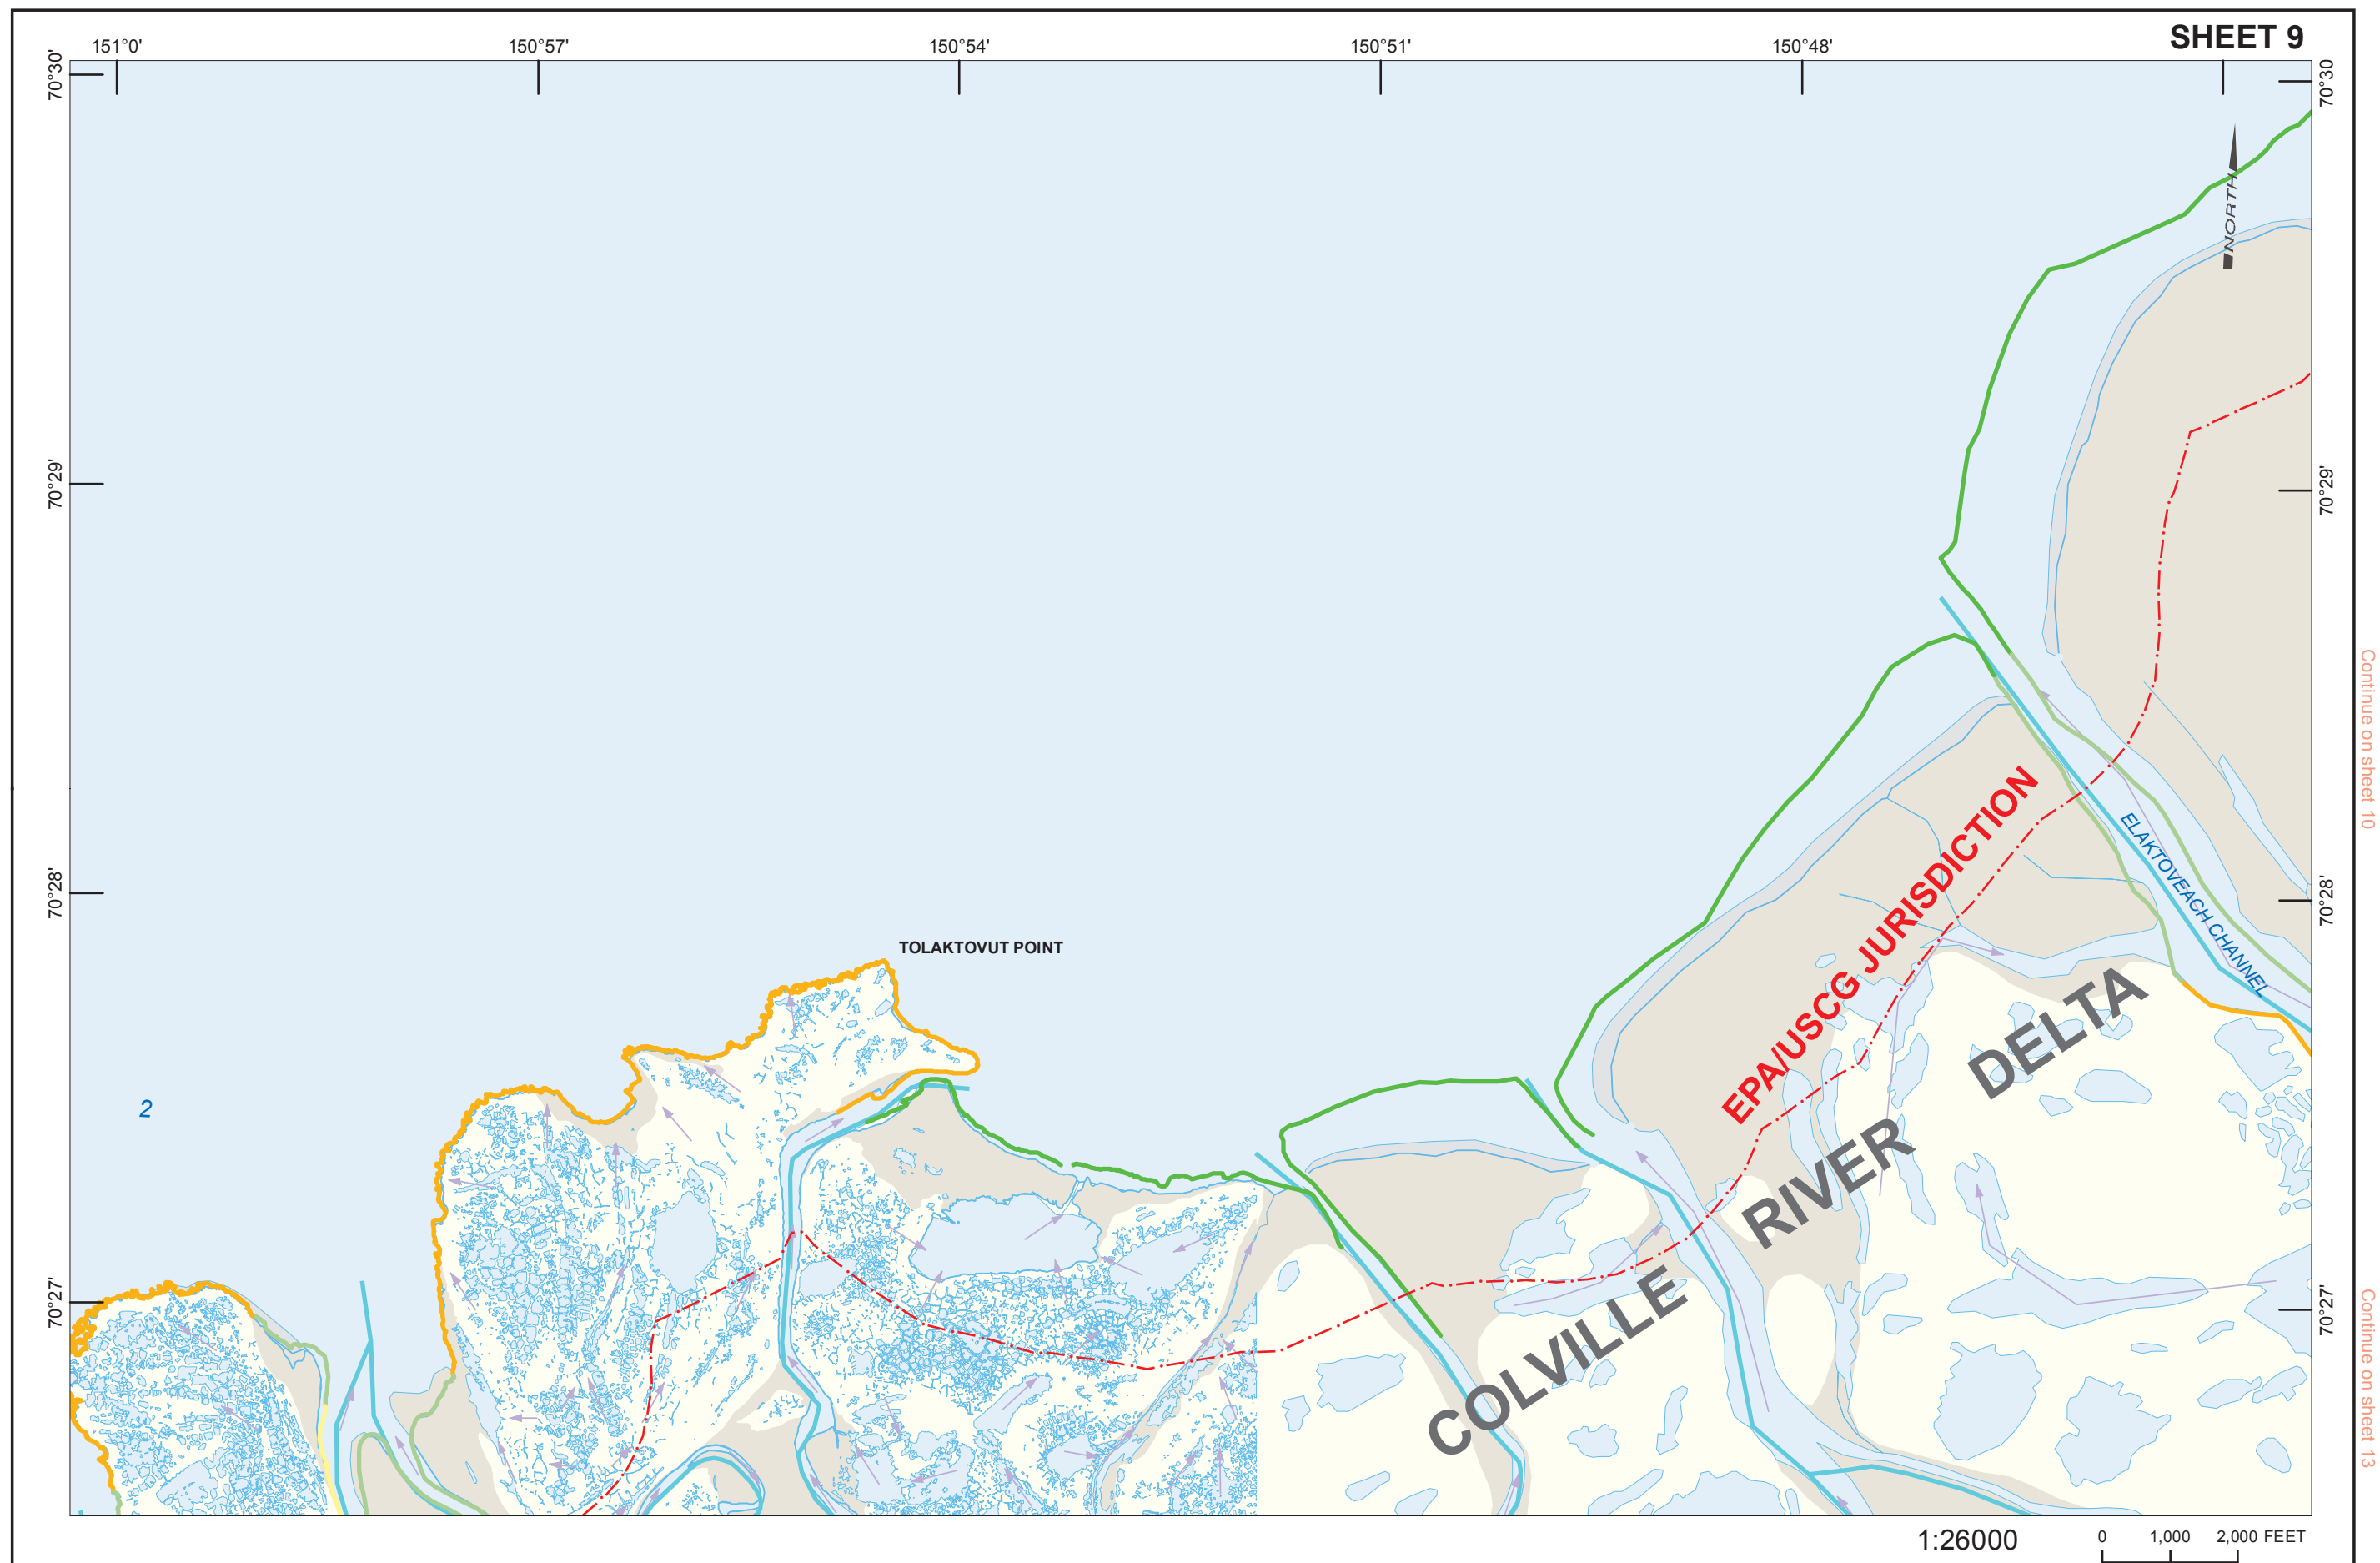 SHEET 9
151°0'
150°57'
150°54'
150°51'
150°48'
70°30'
70°30'
NORTH
70°29'
70°29'
Continue on sheet 10
EPA/USCG JURISDICTION
ELAKTOVEACH CHANNEL
70°28'
70°28'
TOLAKTOVUT POINT
2
COLVILLE RIVER DELTA
70°27'
70°27'
Continue on sheet 13
1:26000
0 1,000 2,000 FEET